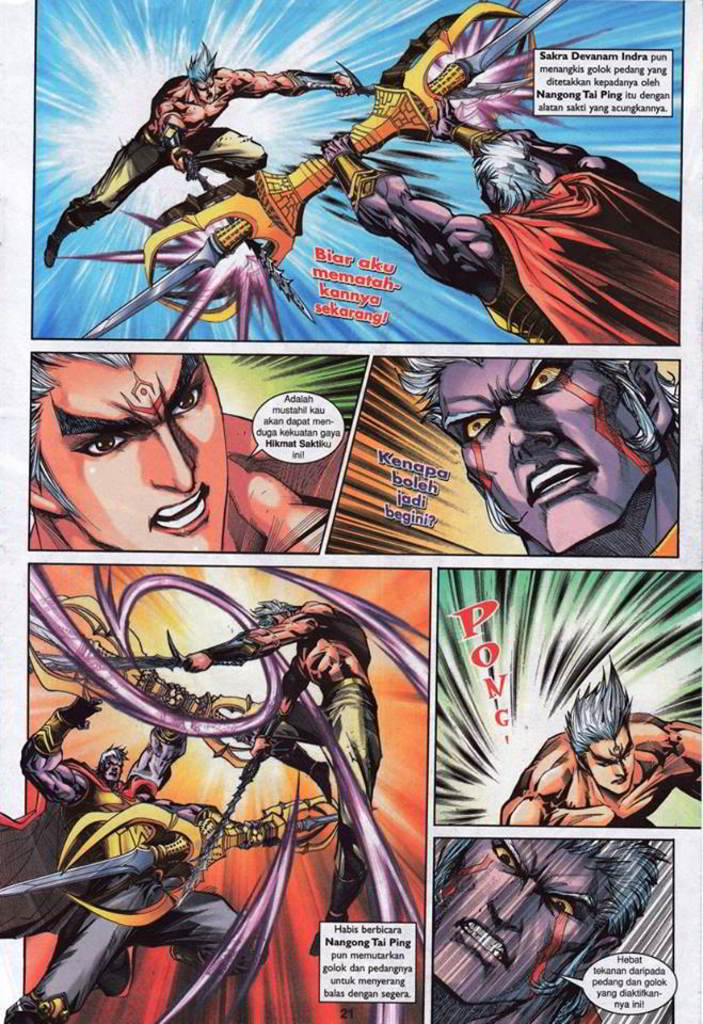 Sakra Devanam Indra pun
menangkis golok pedang yang
ditetakkan kepadanya oleh
Nangong Tai Ping itu dengan
alatan sakti yang acungkannya.
Biar aku
mematah-
kannya
sekarang!
Adalah
mustahil kau
akan dapat men-
duga kekuatan gaya
Hikmat Saktiku
ini!
Kenapa
boleh
jadi
begini?
PONG!
Habis berbicara
Nangong Tai Ping
pun memutarkan
golok dan pedangnya
untuk menyerang
balas dengan segera.
Hebat
tekanan daripada
pedang dan golok
yang diaktifkan-
nya ini!
21